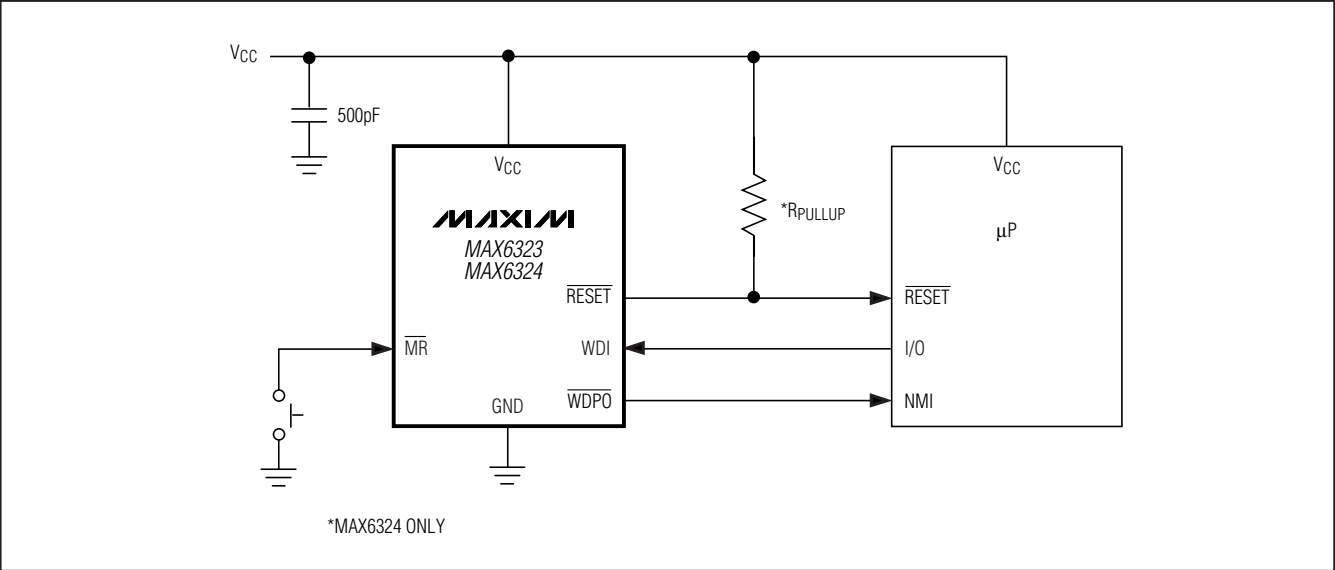 VCC
500pF
VCC
MAXIM
MAX6323
MAX6324
RESET
MR
WDI
GND
WDPO
*RPULLUP
VCC
µP
RESET
I/O
NMI
*MAX6324 ONLY